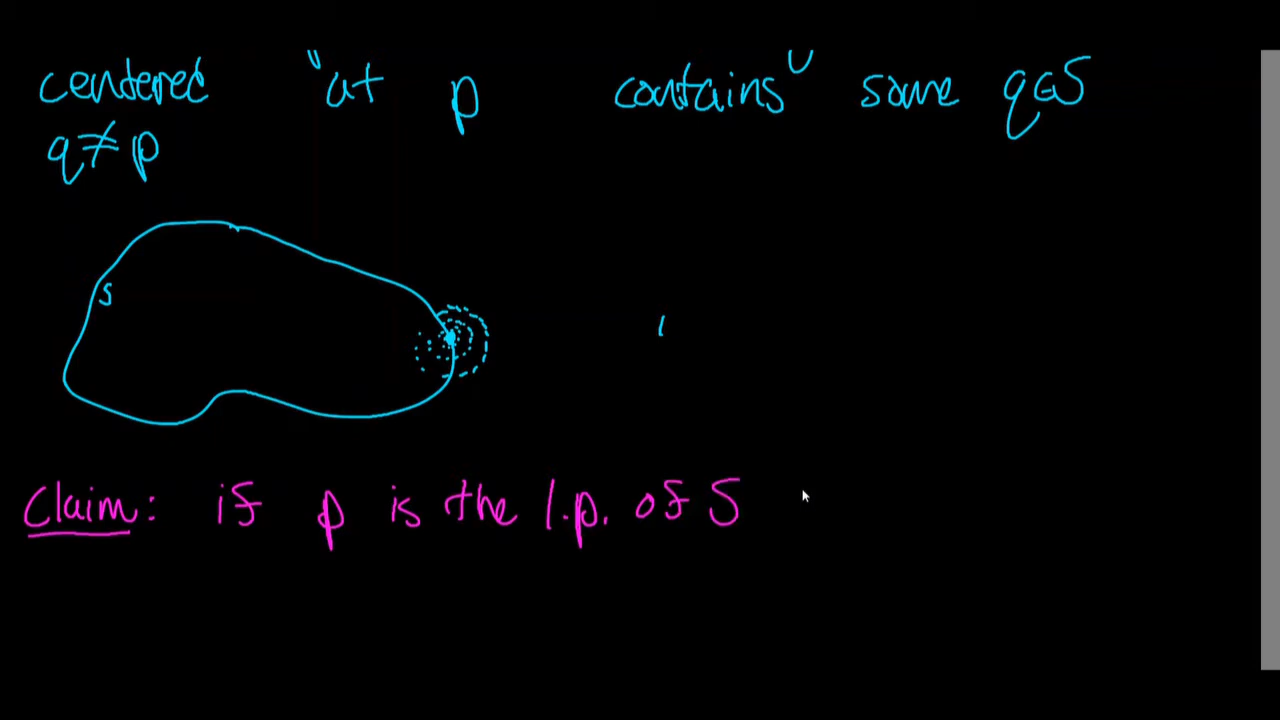 centered "at p contains" some q∈S
q≠p
S
Claim: if p is the l.p. of S